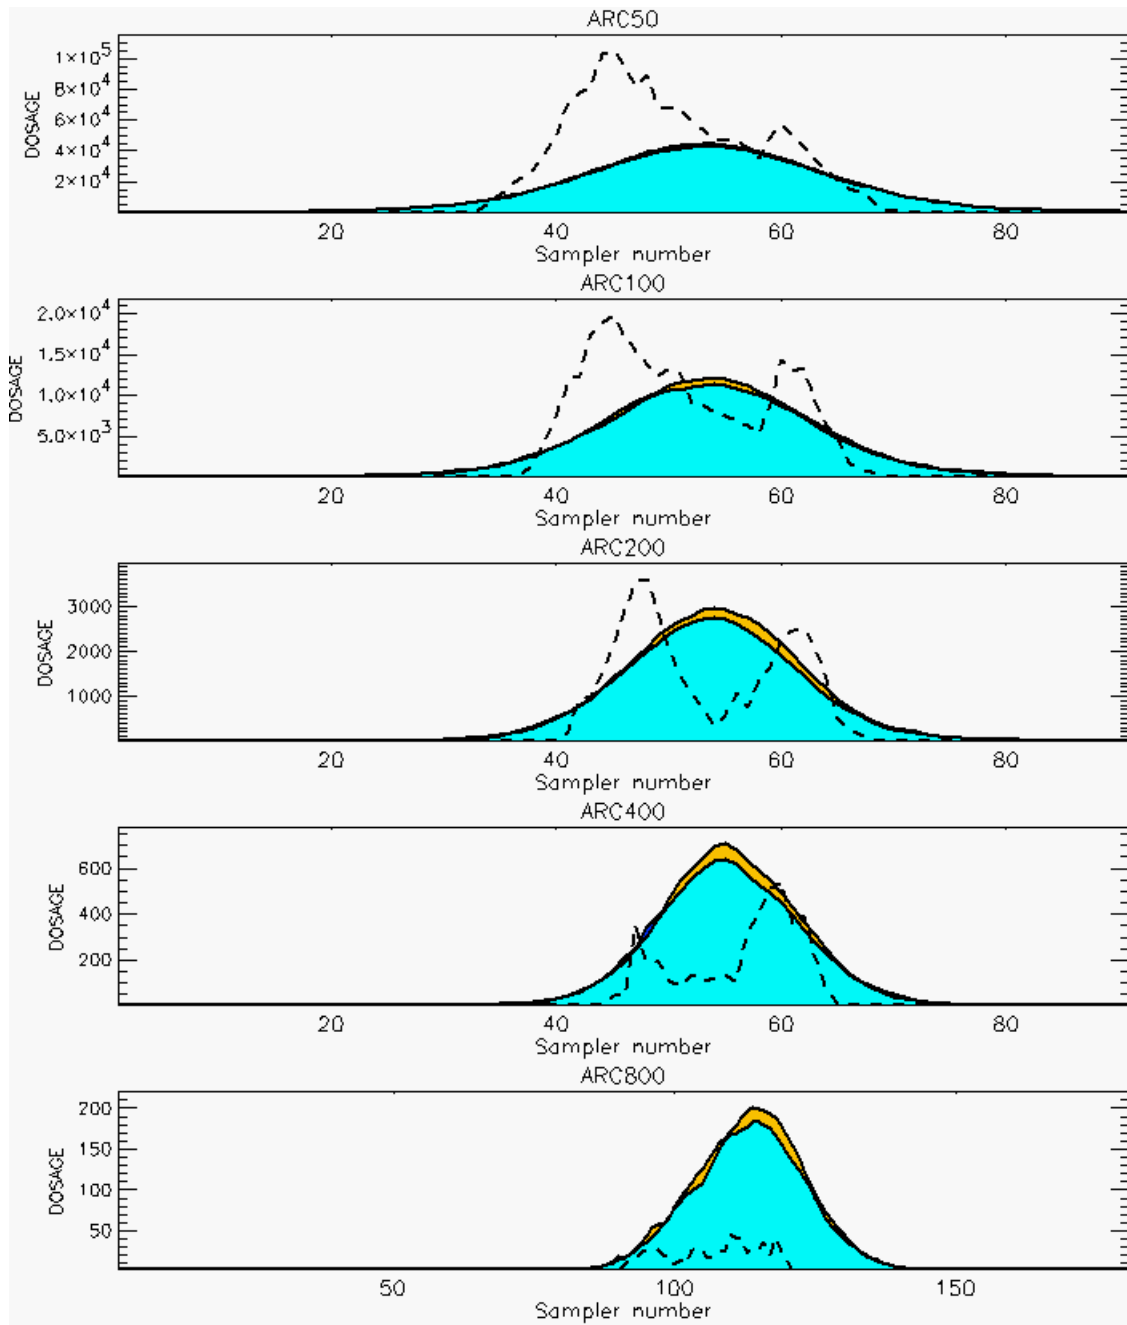 ARC50
DOSAGE
1×10⁵
8×10⁴
6×10⁴
4×10⁴
2×10⁴
20 40 60 80
Sampler number
ARC100
DOSAGE
2.0×10⁴
1.5×10⁴
1.0×10⁴
5.0×10³
20 40 60 80
Sampler number
ARC200
DOSAGE
3000
2000
1000
20 40 60 80
Sampler number
ARC400
DOSAGE
600
400
200
20 40 60 80
Sampler number
ARC800
DOSAGE
200
150
100
50
50 100 150
Sampler number